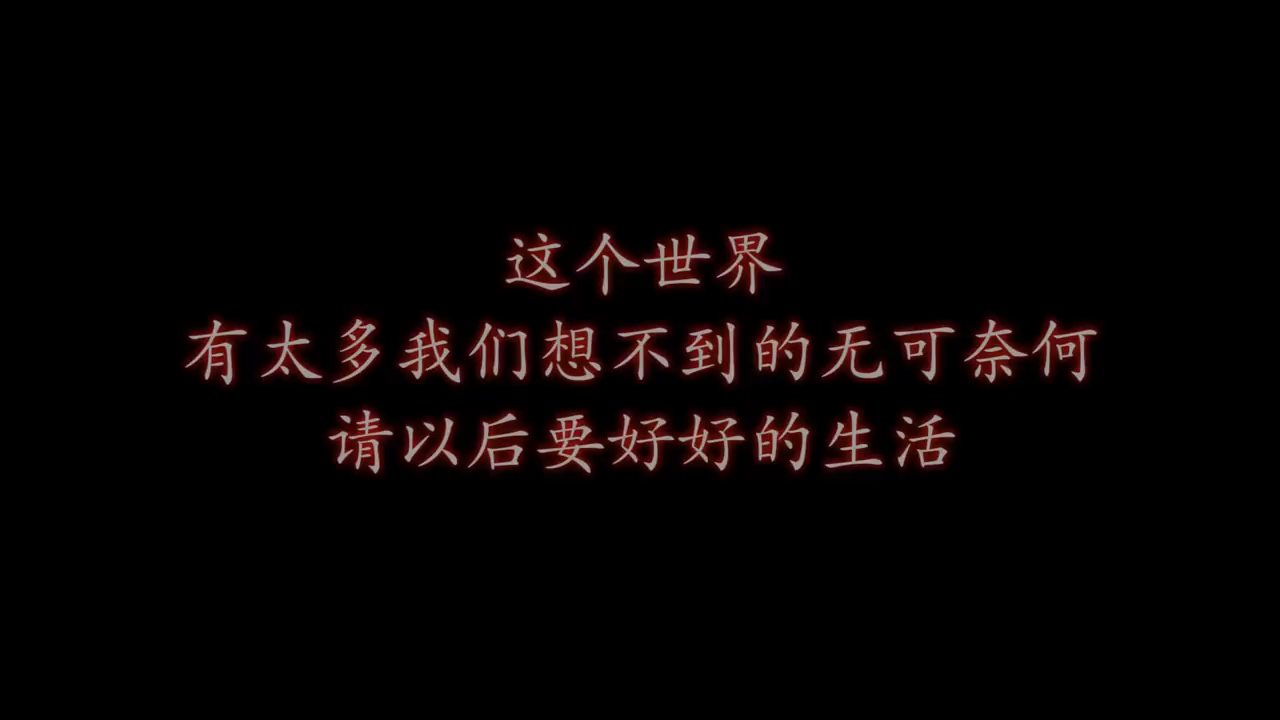 这个世界
有太多我们想不到的无可奈何
请以后要好好的生活